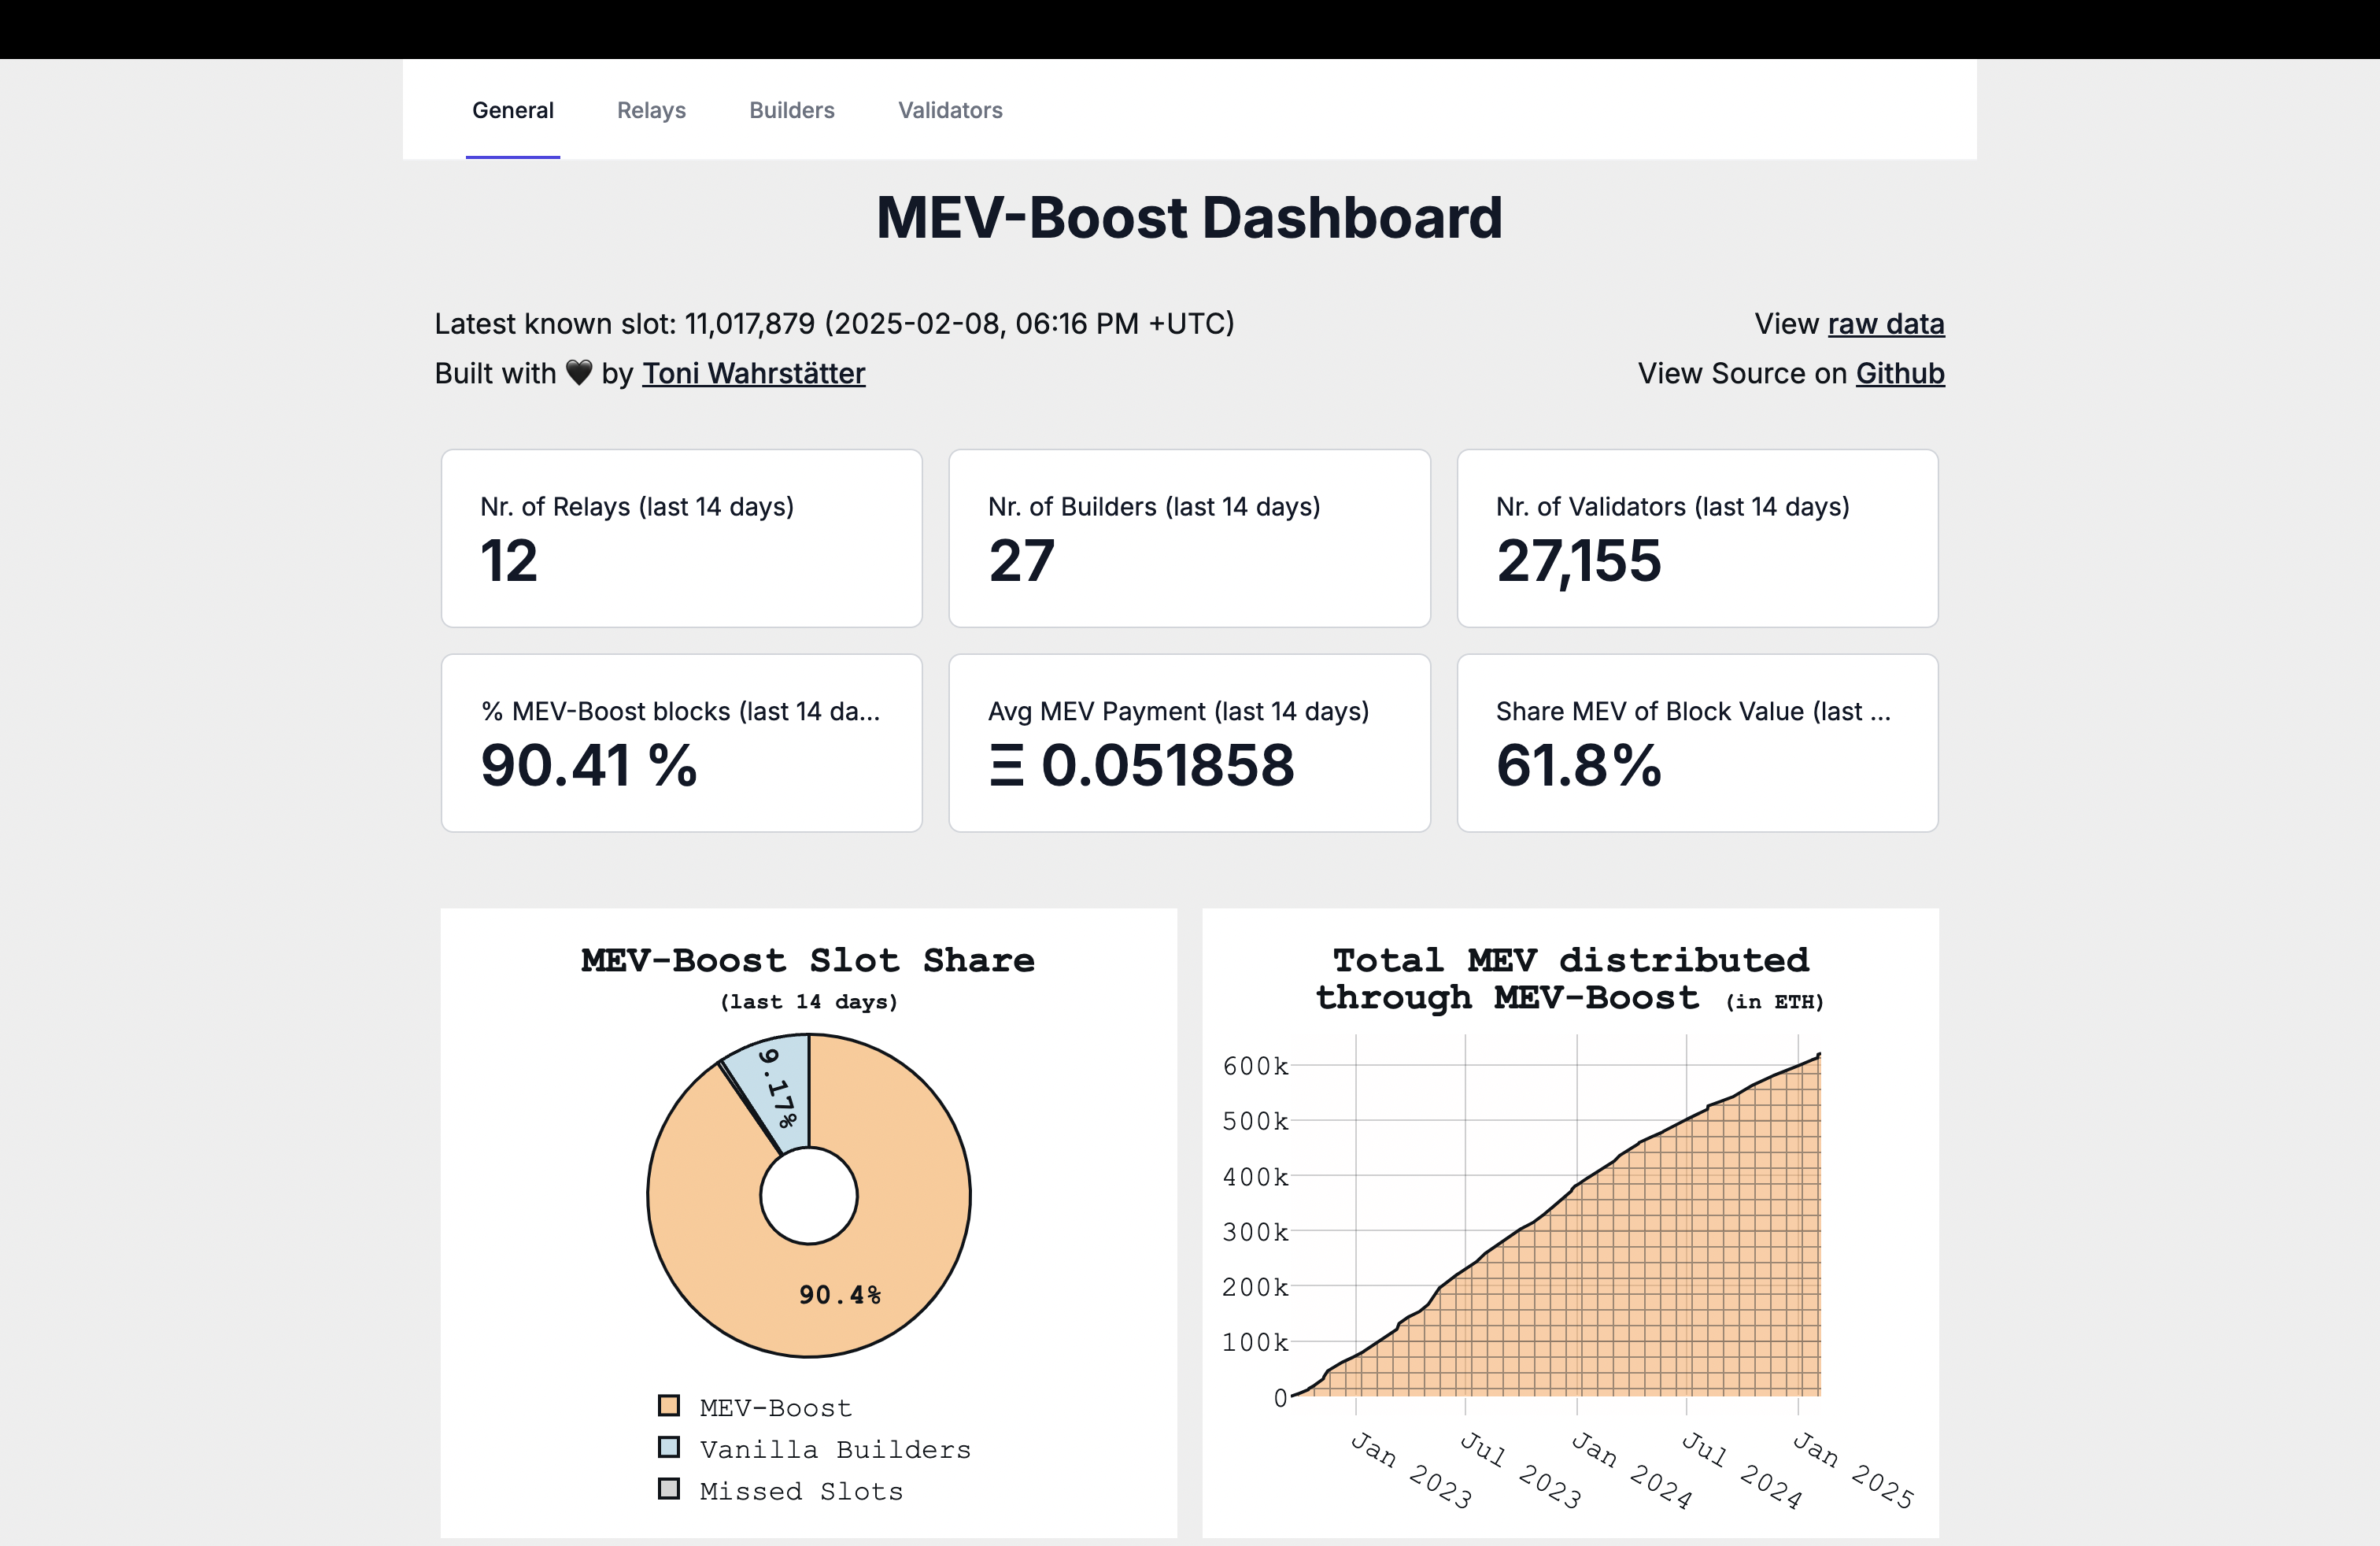 General Relays Builders Validators
MEV-Boost Dashboard
Latest known slot: 11,017,879 (2025-02-08, 06:16 PM +UTC)
View raw data
Built with 🖤 by Toni Wahrstätter
View Source on Github
Nr. of Relays (last 14 days)
12
Nr. of Builders (last 14 days)
27
Nr. of Validators (last 14 days)
27,155
% MEV-Boost blocks (last 14 da...
90.41 %
Avg MEV Payment (last 14 days)
Ξ 0.051858
Share MEV of Block Value (last ...
61.8%
MEV-Boost Slot Share
(last 14 days)
9.17%
90.4%
MEV-Boost
Vanilla Builders
Missed Slots
Total MEV distributed
through MEV-Boost (in ETH)
600k
500k
400k
300k
200k
100k
0
Jan 2023
Jul 2023
Jan 2024
Jul 2024
Jan 2025